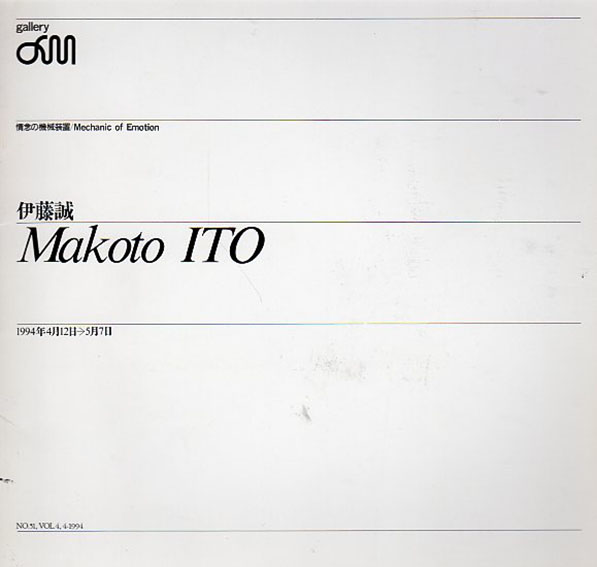 gallery
αM
情念の機械装置/Mechanic of Emotion
伊藤誠
Makoto ITO
1994年4月12日→5月7日
NO.51, VOL.4, 4-1994